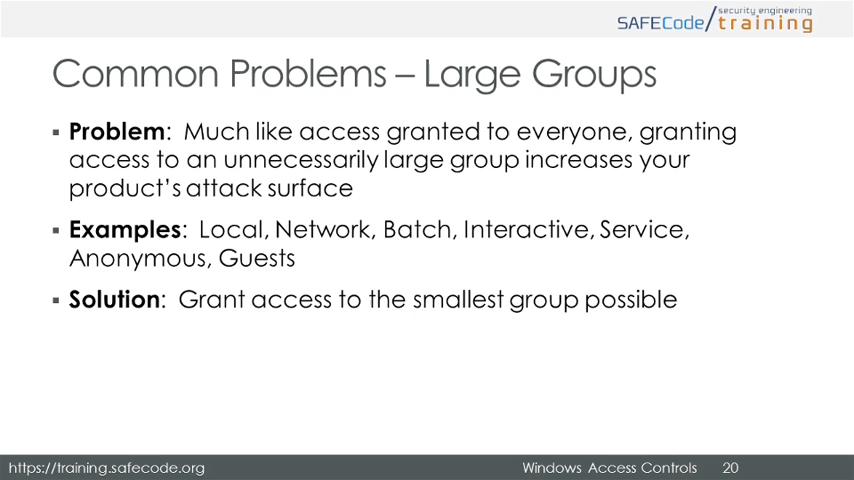 security engineering
SAFECode/training
Common Problems – Large Groups
▪ Problem: Much like access granted to everyone, granting
access to an unnecessarily large group increases your
product's attack surface
▪ Examples: Local, Network, Batch, Interactive, Service,
Anonymous, Guests
▪ Solution: Grant access to the smallest group possible
https://training.safecode.org
Windows Access Controls 20